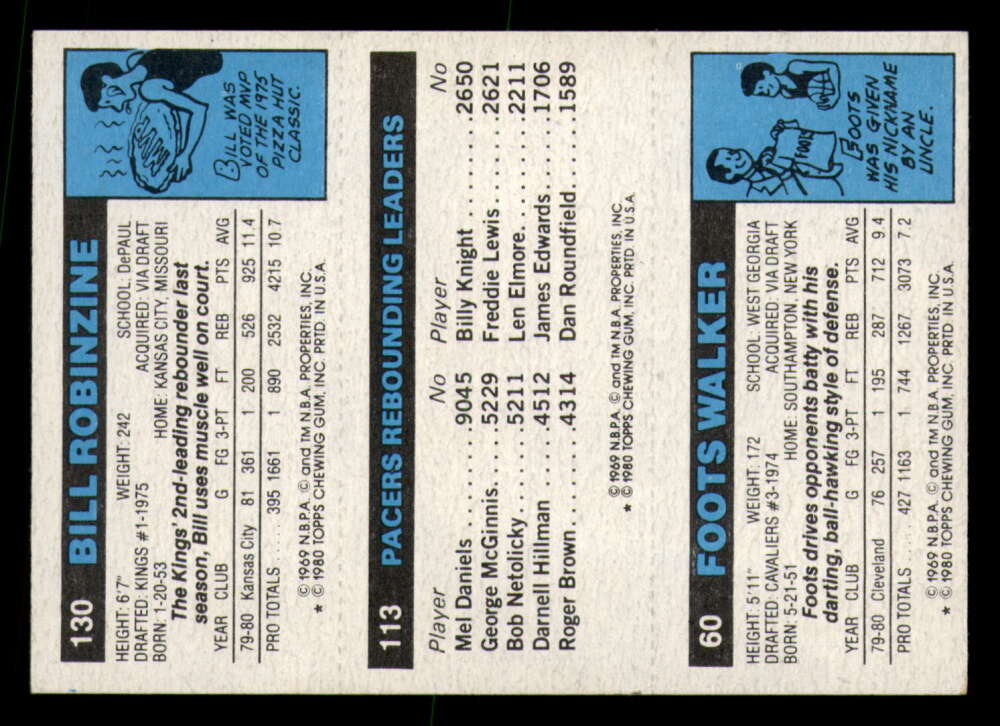 130 BILL ROBINZINE
HEIGHT: 6'7" WEIGHT: 242 SCHOOL: DePAUL
DRAFTED: KINGS #1-1975 ACQUIRED: VIA DRAFT
BORN: 1-20-53 HOME: KANSAS CITY, MISSOURI
The Kings' 2nd-leading rebounder last
season, Bill uses muscle well on court.
YEAR CLUB G FG 3-PT FT REB PTS AVG
79-80 Kansas City 81 361 1 200 526 925 11.4
PRO TOTALS .... 395 1661 1 890 2532 4215 10.7
© 1969 N.B.P.A. © and TM N.B.A. PROPERTIES, INC.
★ © 1980 TOPPS CHEWING GUM, INC. PRTD. IN U.S.A.
BILL WAS
VOTED MVP
OF THE 1975
PIZZA HUT
CLASSIC.
113 PACERS REBOUNDING LEADERS
Player No Player No
Mel Daniels ..... 9045 Billy Knight ...... 2650
George McGinnis.. 5229 Freddie Lewis.... 2621
Bob Netolicky.... 5211 Len Elmore...... 2211
Darnell Hillman .. 4512 James Edwards... 1706
Roger Brown..... 4314 Dan Roundfield... 1589
© 1969 N.B.P.A. © and TM N.B.A. PROPERTIES, INC.
★ © 1980 TOPPS CHEWING GUM, INC. PRTD. IN U.S.A.
60 FOOTS WALKER
HEIGHT: 5'11" WEIGHT: 172 SCHOOL: WEST GEORGIA
DRAFTED: CAVALIERS #3-1974 ACQUIRED: VIA DRAFT
BORN: 5-21-51 HOME: SOUTHAMPTON, NEW YORK
Foots drives opponents batty with his
darting, ball-hawking style of defense.
YEAR CLUB G FG 3-PT FT REB PTS AVG
79-80 Cleveland 76 257 1 195 287 712 9.4
PRO TOTALS .... 427 1163 1 744 1267 3073 7.2
© 1969 N.B.P.A. © and TM N.B.A. PROPERTIES, INC.
★ © 1980 TOPPS CHEWING GUM, INC. PRTD. IN U.S.A.
FOOTS
FOOTS
WAS GIVEN
HIS NICKNAME
BY AN
UNCLE.